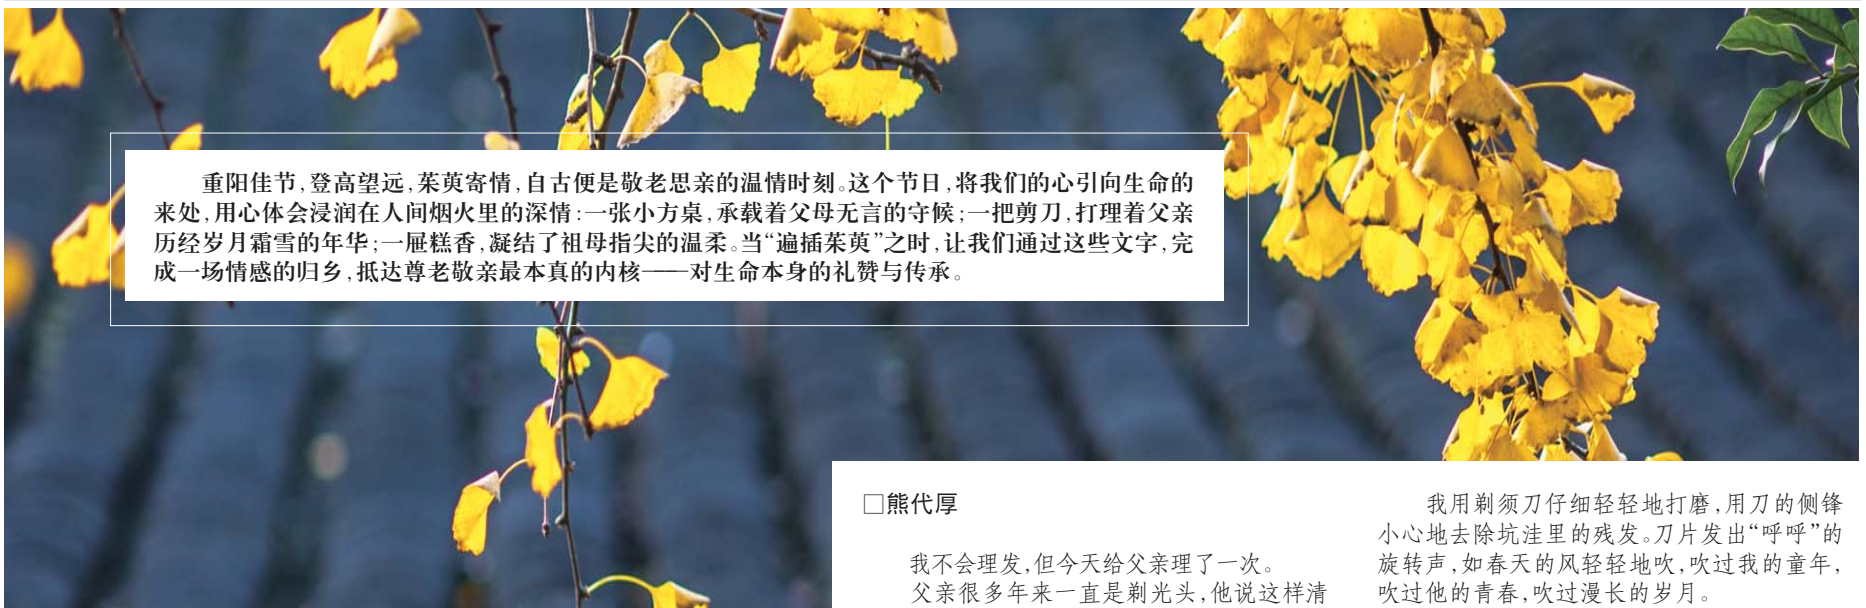 重阳佳节,登高望远,茱萸寄情,自古便是敬老思亲的温情时刻。这个节日,将我们的心引向生命的
来处,用心体会浸润在人间烟火里的深情:一张小方桌,承载着父母无言的守候;一把剪刀,打理着父亲
历经岁月霜雪的年华;一屉糕香,凝结了祖母指尖的温柔。当“遍插茱萸”之时,让我们通过这些文字,完
成一场情感的归乡,抵达尊老敬亲最本真的内核——对生命本身的礼赞与传承。
□熊代厚
我不会理发,但今天给父亲理了一次。
父亲很多年来一直是剃光头,他说这样清
我用剃须刀仔细轻轻地打磨,用刀的侧锋
小心地去除坑洼里的残发。刀片发出“呼呼”的
旋转声,如春天的风轻轻地吹,吹过我的童年,
吹过他的青春,吹过漫长的岁月。